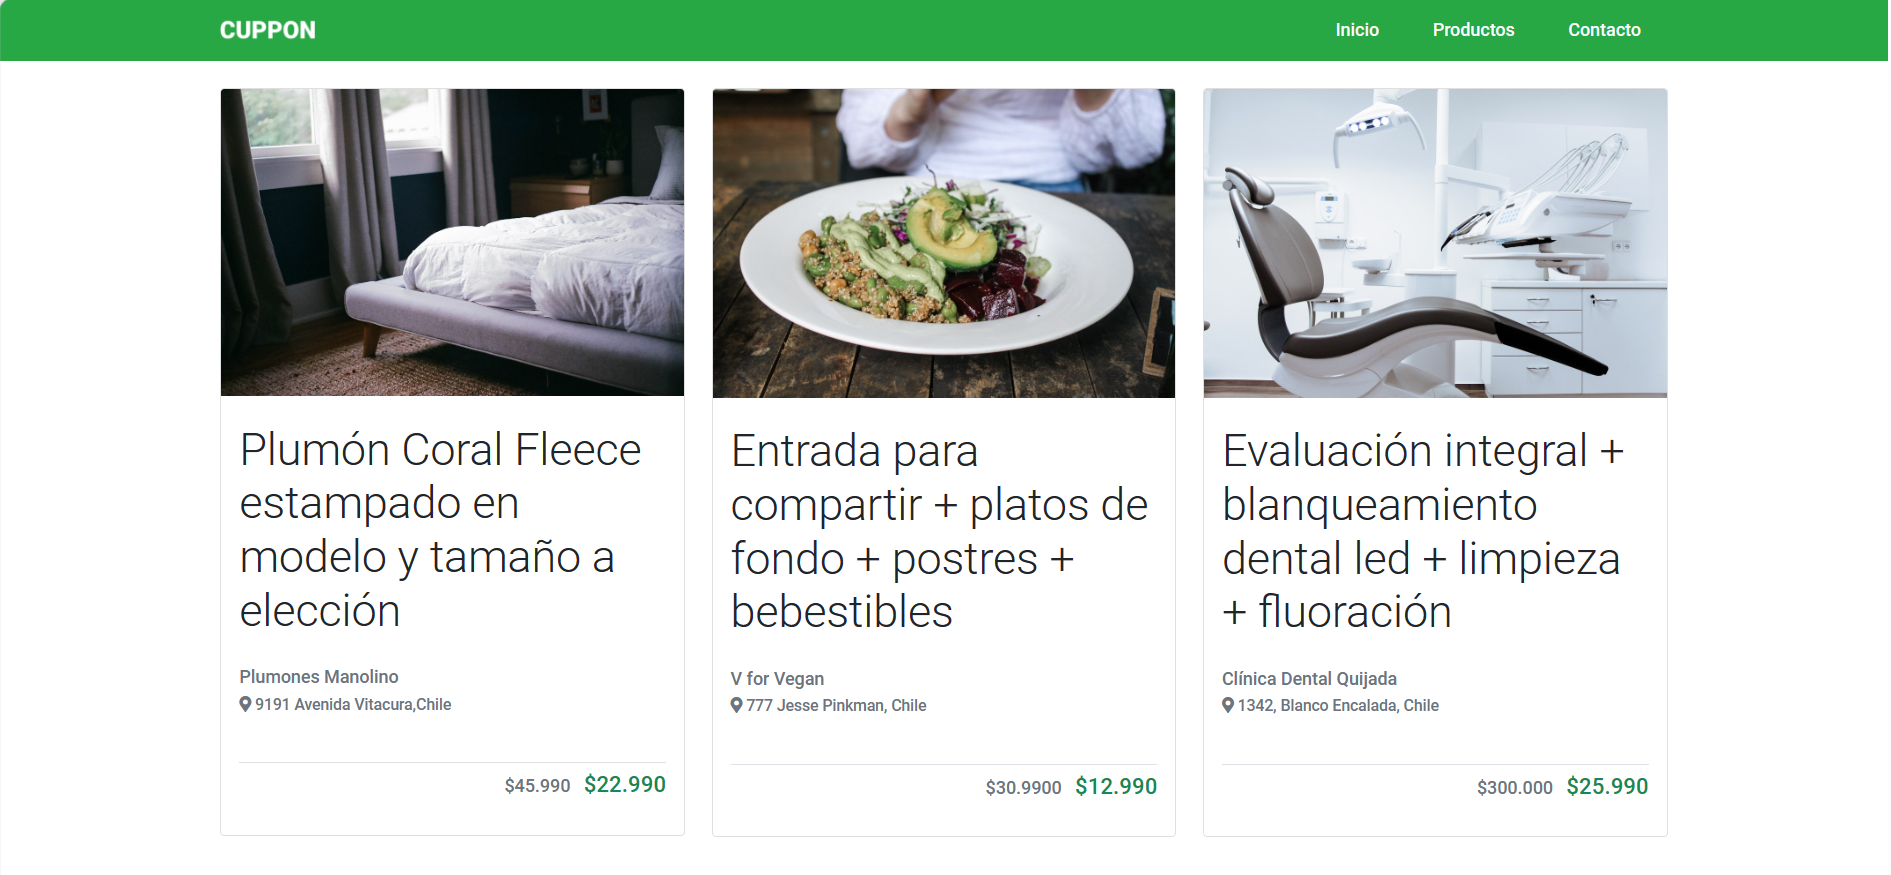 CUPPON
Inicio Productos Contacto
Plumón Coral Fleece
estampado en
modelo y tamaño a
elección
Plumones Manolino
9191 Avenida Vitacura,Chile
$45.990 $22.990
Entrada para
compartir + platos de
fondo + postres +
bebestibles
V for Vegan
777 Jesse Pinkman, Chile
$30.9900 $12.990
Evaluación integral +
blanqueamiento
dental led + limpieza
+ fluoración
Clínica Dental Quijada
1342, Blanco Encalada, Chile
$300.000 $25.990